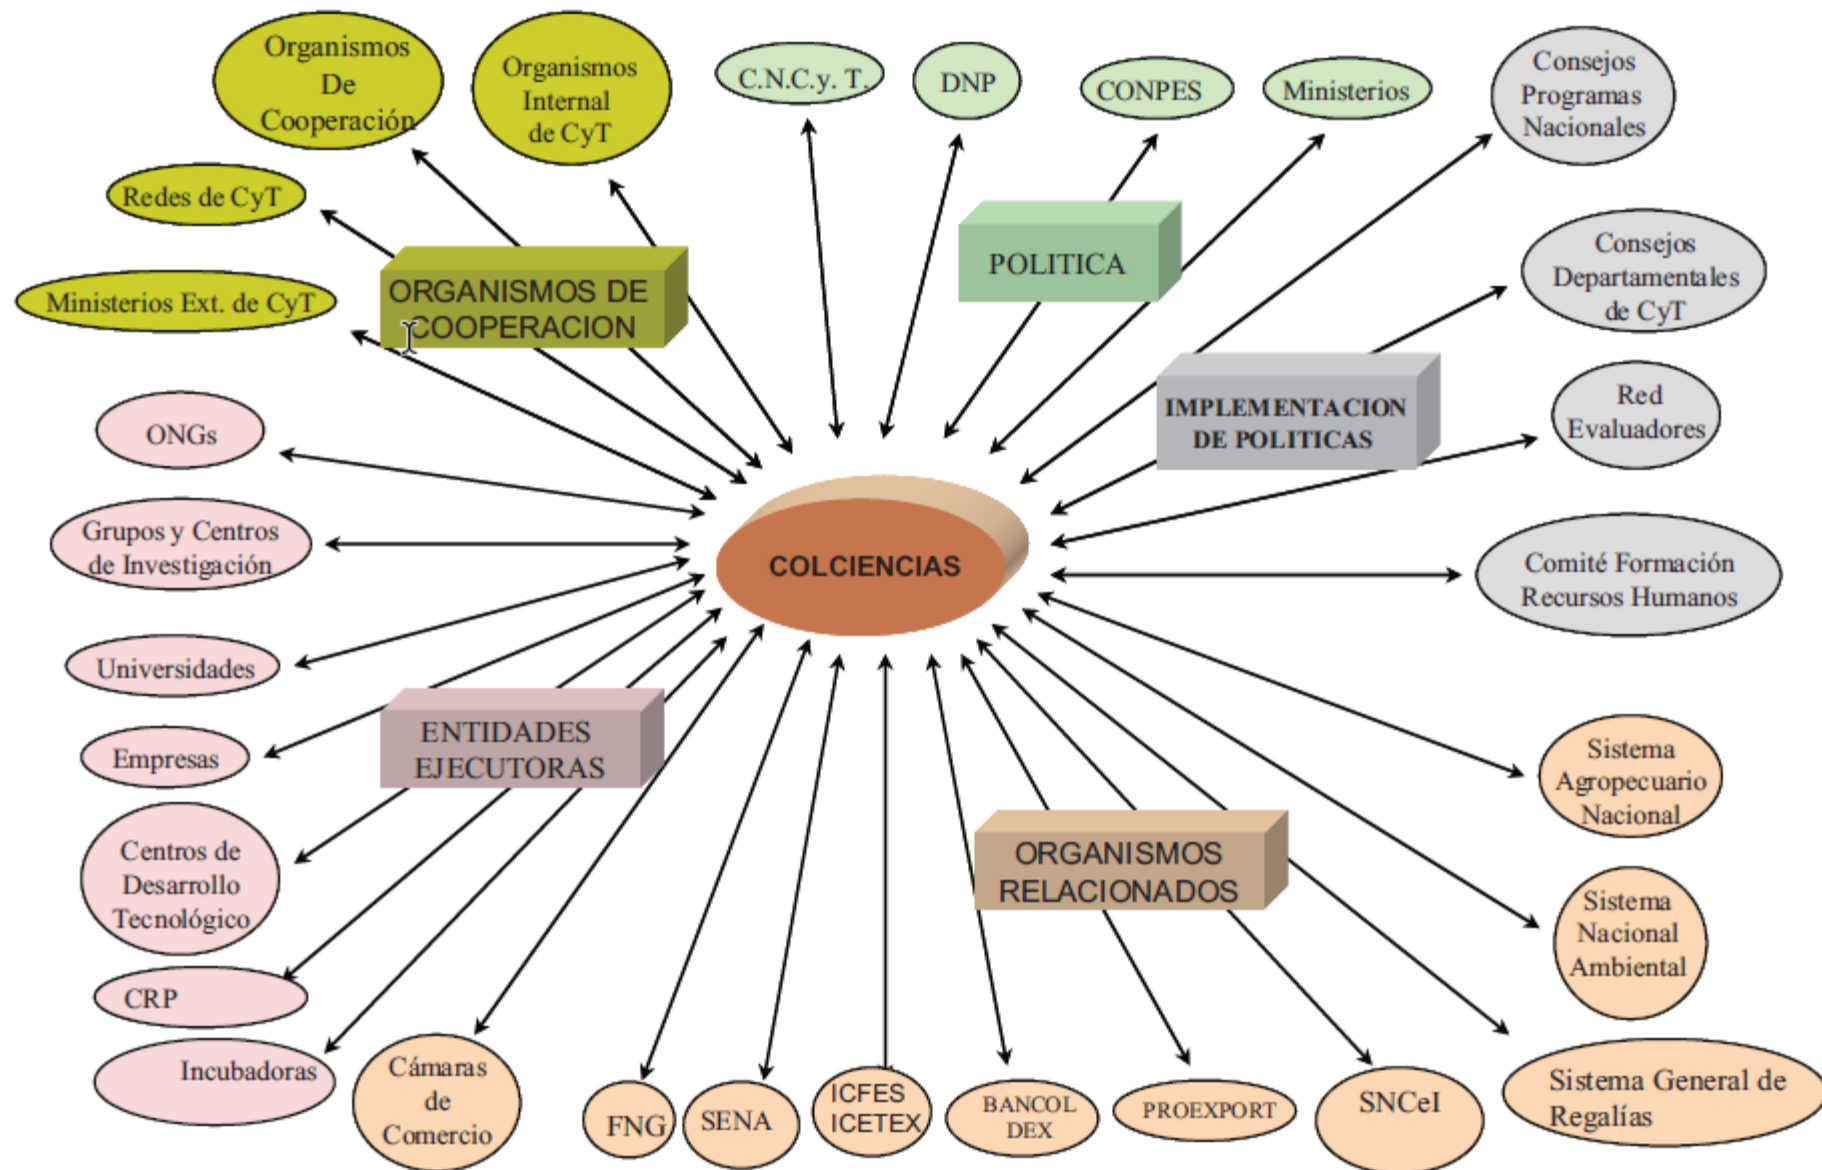 Organismos
De
Cooperación
Organismos
Internal
de CyT
C.N.C.y. T.
DNP
CONPES
Ministerios
Consejos
Programas
Nacionales
Redes de CyT
Ministerios Ext. de CyT
ORGANISMOS DE
COOPERACION
POLITICA
Consejos
Departamentales
de CyT
IMPLEMENTACION
DE POLITICAS
Red
Evaluadores
ONGs
Grupos y Centros
de Investigación
COLCIENCIAS
Comité Formación
Recursos Humanos
Universidades
Empresas
ENTIDADES
EJECUTORAS
Centros de
Desarrollo
Tecnológico
CRP
Incubadoras
ORGANISMOS
RELACIONADOS
Sistema
Agropecuario
Nacional
Sistema
Nacional
Ambiental
Cámaras
de
Comercio
FNG
SENA
ICFES
ICETEX
BANCOL
DEX
PROEXPORT
SNCeI
Sistema General de
Regalías